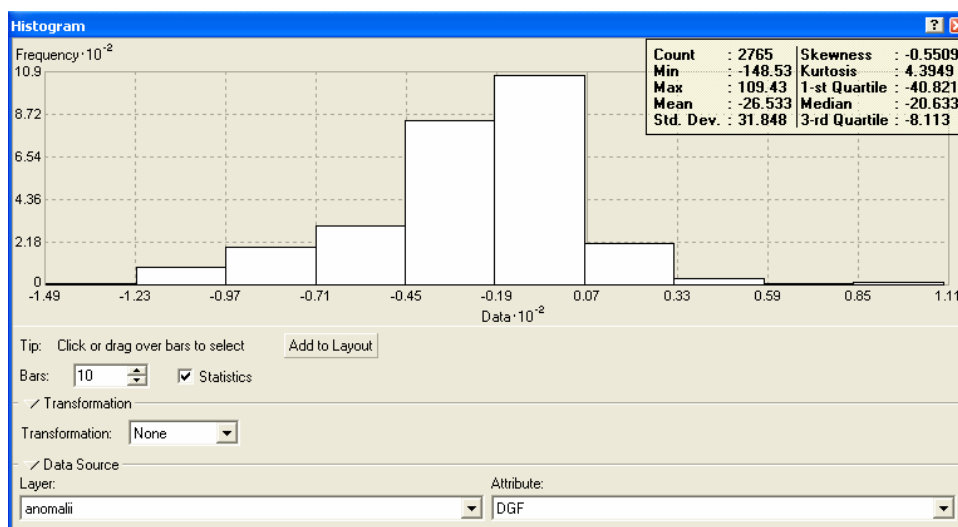 Histogram
Frequency·10^-2
Count : 2765 Skewness : -0.5509
Min : -148.53 Kurtosis : 4.3949
Max : 109.43 1-st Quartile : -40.821
Mean : -26.533 Median : -20.633
Std. Dev. : 31.848 3-rd Quartile : -8.113
10.9
8.72
6.54
4.36
2.18
0
-1.49 -1.23 -0.97 -0.71 -0.45 -0.19 0.07 0.33 0.59 0.85 1.11
Data·10^-2
Tip: Click or drag over bars to select Add to Layout
Bars: 10 Statistics
Transformation
Transformation: None
Data Source
Layer: Attribute:
anomalii DGF